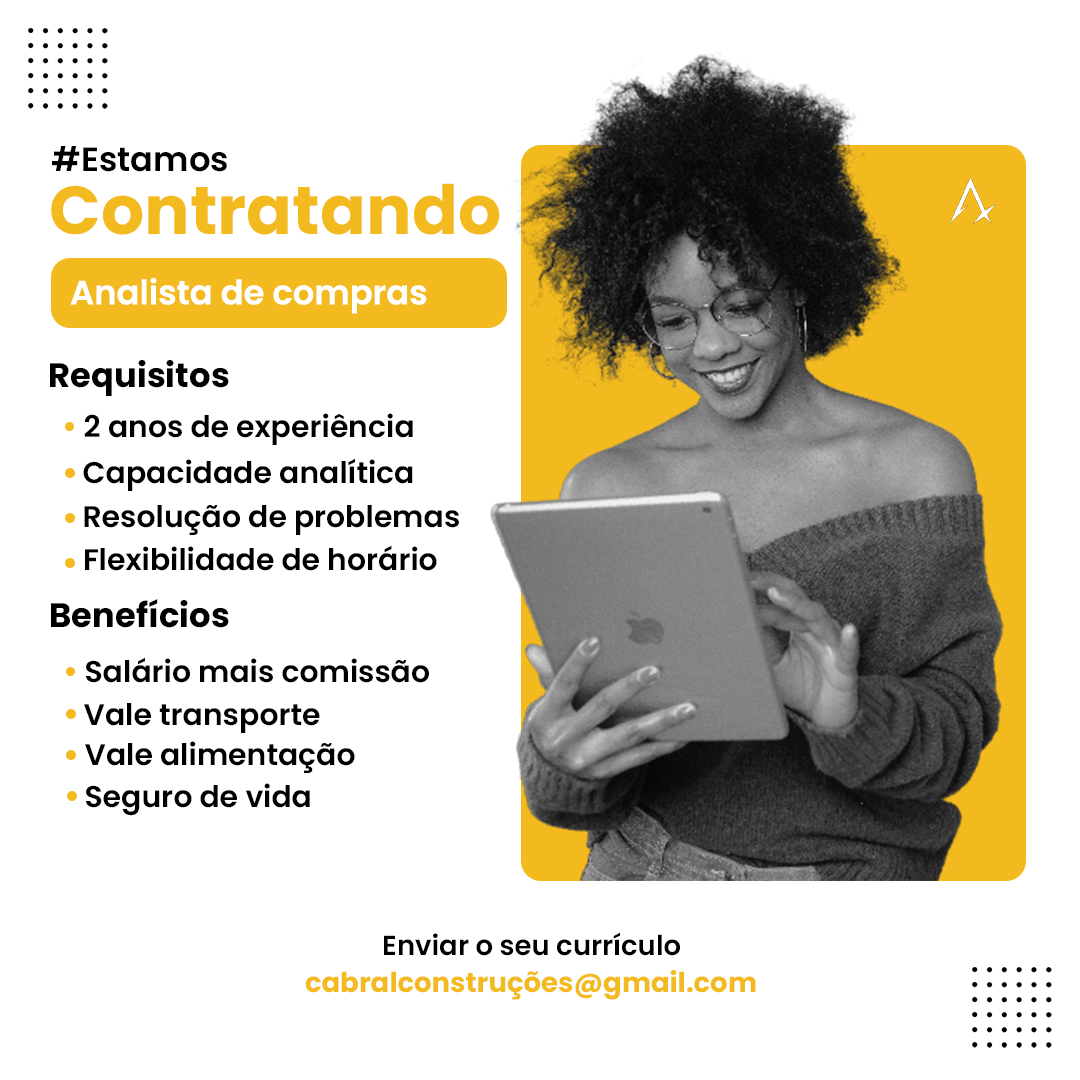 #Estamos
Contratando
Analista de compras
Requisitos
• 2 anos de experiência
• Capacidade analítica
• Resolução de problemas
• Flexibilidade de horário
Benefícios
• Salário mais comissão
• Vale transporte
• Vale alimentação
• Seguro de vida
Enviar o seu currículo
cabralconstruções@gmail.com